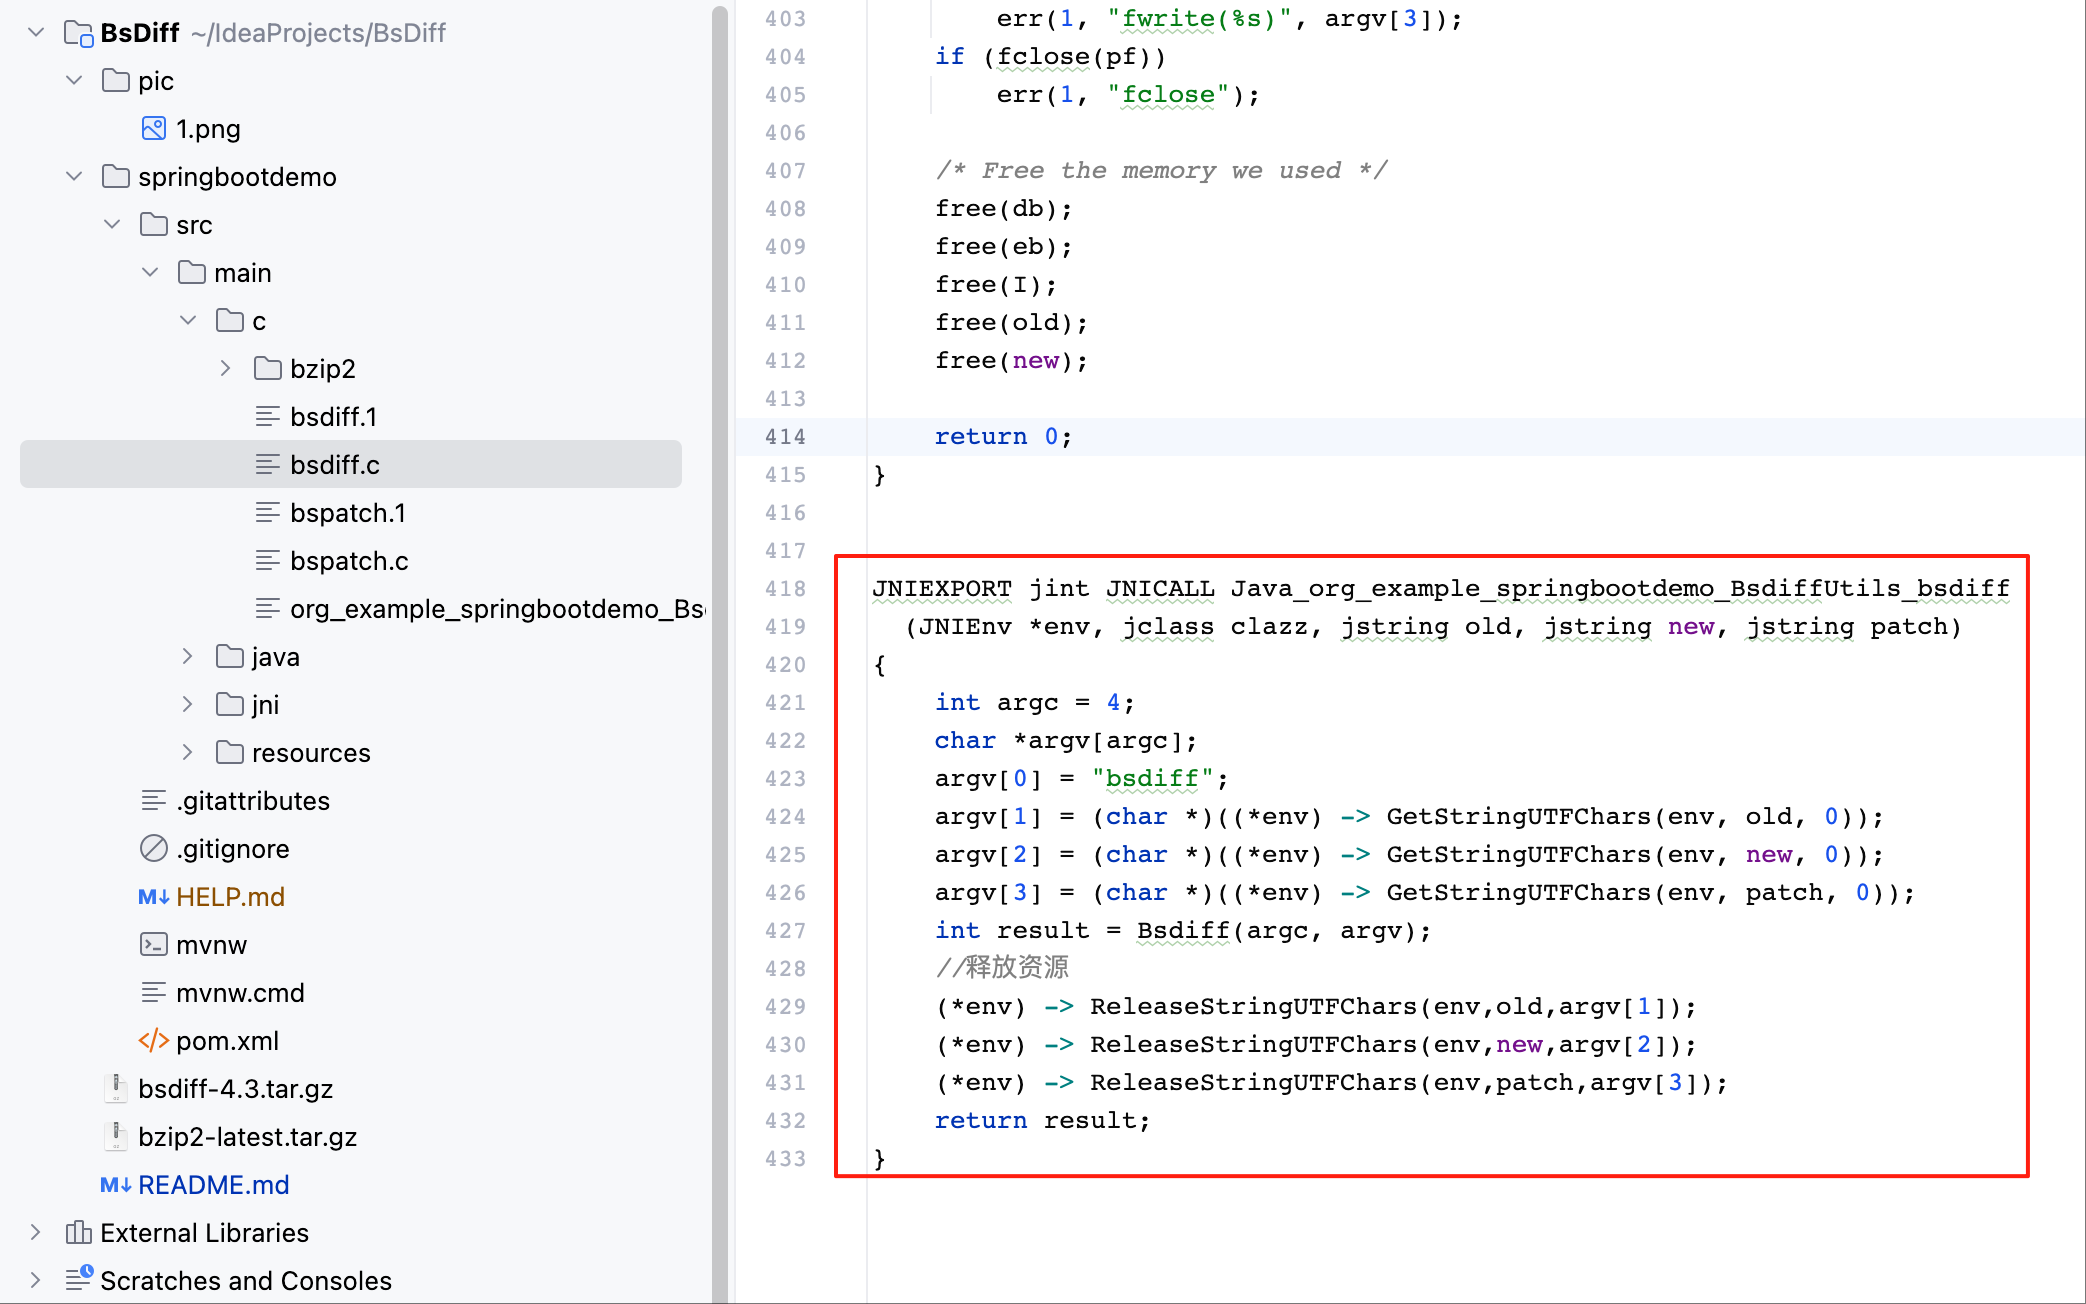 BsDiff ~/IdeaProjects/BsDiff
pic
1.png
springbootdemo
src
main
c
bzip2
bsdiff.1
bsdiff.c
bspatch.1
bspatch.c
org_example_springbootdemo_Bs
java
jni
resources
.gitattributes
.gitignore
M↓ HELP.md
mvnw
mvnw.cmd
</> pom.xml
bsdiff-4.3.tar.gz
bzip2-latest.tar.gz
M↓ README.md
External Libraries
Scratches and Consoles
403 err(1, "fwrite(%s)", argv[3]);
404 if (fclose(pf))
405 err(1, "fclose");
406
407 /* Free the memory we used */
408 free(db);
409 free(eb);
410 free(I);
411 free(old);
412 free(new);
413
414 return 0;
415 }
416
417
418 JNIEXPORT jint JNICALL Java_org_example_springbootdemo_BsdiffUtils_bsdiff
419 (JNIEnv *env, jclass clazz, jstring old, jstring new, jstring patch)
420 {
421 int argc = 4;
422 char *argv[argc];
423 argv[0] = "bsdiff";
424 argv[1] = (char *)((*env) -> GetStringUTFChars(env, old, 0));
425 argv[2] = (char *)((*env) -> GetStringUTFChars(env, new, 0));
426 argv[3] = (char *)((*env) -> GetStringUTFChars(env, patch, 0));
427 int result = Bsdiff(argc, argv);
428 //释放资源
429 (*env) -> ReleaseStringUTFChars(env,old,argv[1]);
430 (*env) -> ReleaseStringUTFChars(env,new,argv[2]);
431 (*env) -> ReleaseStringUTFChars(env,patch,argv[3]);
432 return result;
433 }